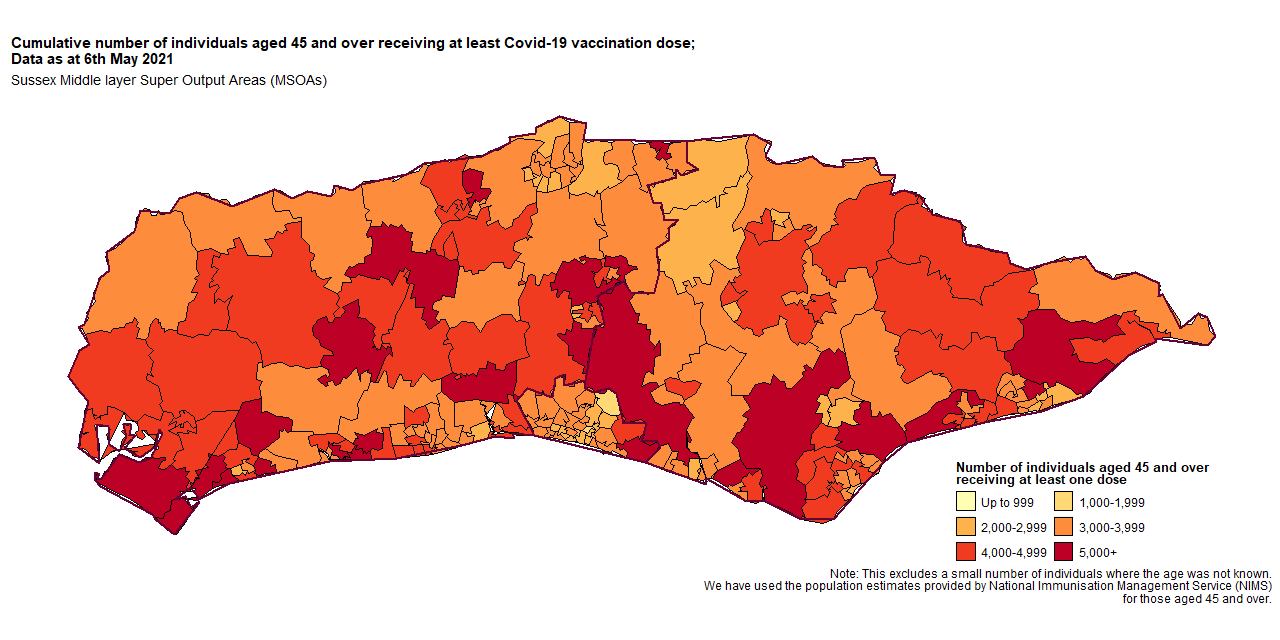 Cumulative number of individuals aged 45 and over receiving at least Covid-19 vaccination dose;
Data as at 6th May 2021
Sussex Middle layer Super Output Areas (MSOAs)
Number of individuals aged 45 and over
receiving at least one dose
Up to 999
1,000-1,999
2,000-2,999
3,000-3,999
4,000-4,999
5,000+
Note: This excludes a small number of individuals where the age was not known.
We have used the population estimates provided by National Immunisation Management Service (NIMS)
for those aged 45 and over.